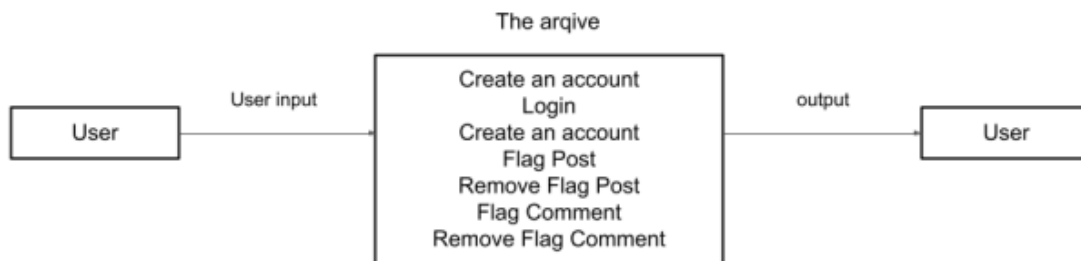 The arqive
User
User input
Create an account
Login
Create an account
Flag Post
Remove Flag Post
Flag Comment
Remove Flag Comment
output
User